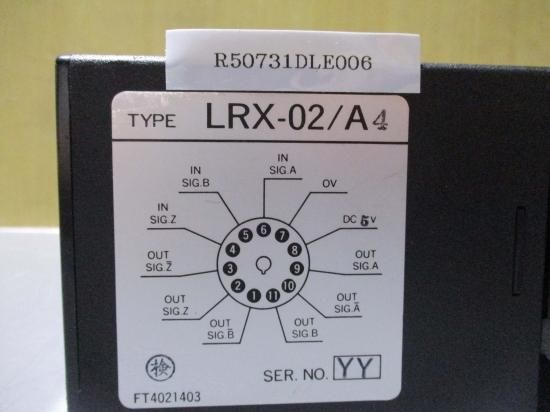 R50731DLE006
TYPE LRX-02/A4
IN SIG.A
IN SIG.B
0V
IN SIG.Z
DC 5V
OUT SIG.Z̅
OUT SIG.A
OUT SIG.Z
OUT SIG.A̅
OUT SIG.B̅
OUT SIG.B
5 6 7
4 8
3 9
2 10
1 11
検
SER. NO. YY
FT4021403